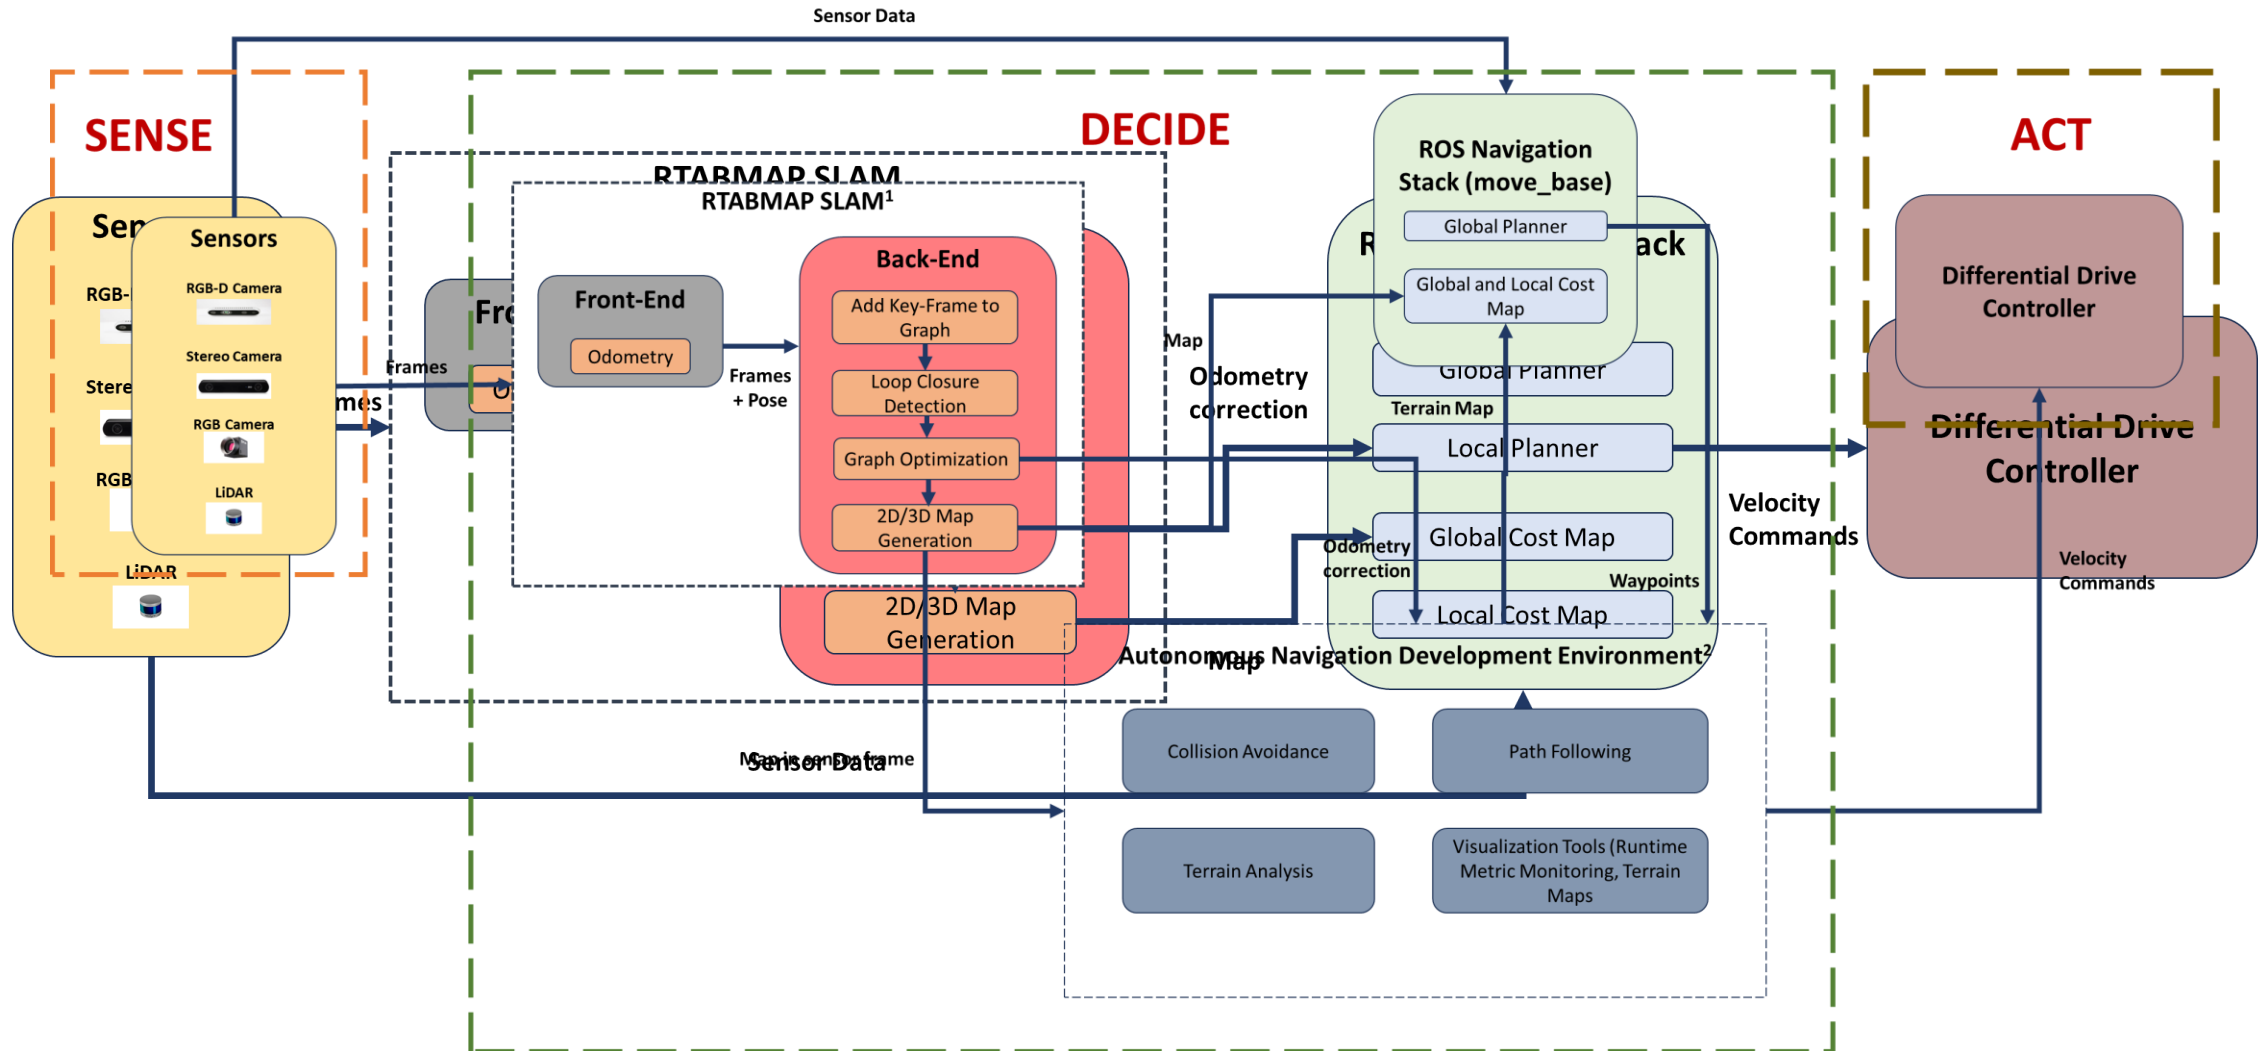 Sensor Data
SENSE
DECIDE
ACT
RTABMAP SLAM
RTABMAP SLAM¹
Sensors
RGB-D Camera
Stereo Camera
RGB Camera
LiDAR
LiDAR
Frames
Front-End
Odometry
Frames
+ Pose
Back-End
Add Key-Frame to
Graph
Loop Closure
Detection
Graph Optimization
2D/3D Map
Generation
2D/3D Map
Generation
Map
Odometry
correction
ROS Navigation
Stack (move_base)
Global Planner
Global and Local Cost
Map
Global Planner
Terrain Map
Local Planner
Global Cost Map
Odometry
correction
Waypoints
Local Cost Map
Velocity
Commands
Differential Drive
Controller
Differential Drive
Controller
Velocity
Commands
Autonomous Navigation Development Environment²
Map
Map in sensor frame
Sensor Data
Collision Avoidance
Path Following
Terrain Analysis
Visualization Tools (Runtime
Metric Monitoring, Terrain
Maps